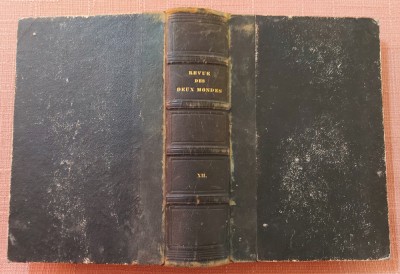 REVUE
DES
DEUX MONDES
XII.